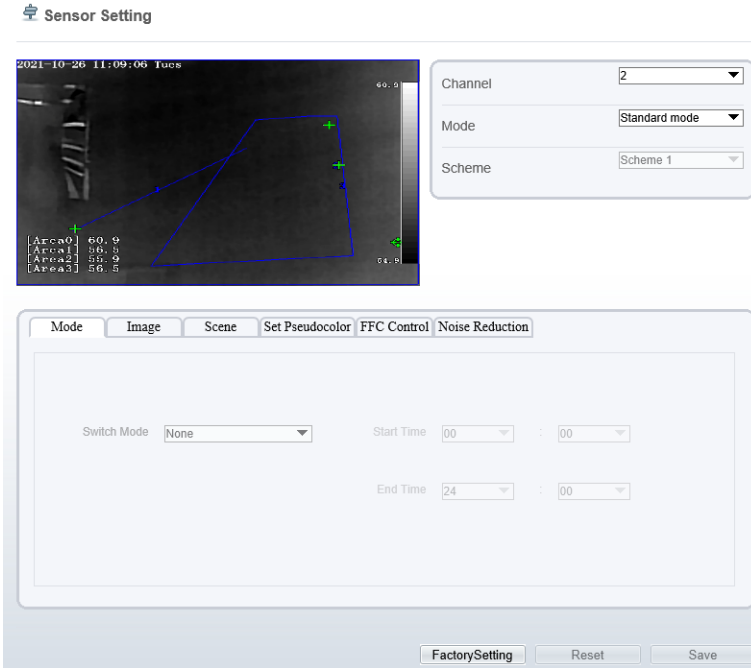 Sensor Setting
2021-10-26 11:09:06 Tues
60.9
[Area0] 60.9
[Area1] 56.5
[Area2] 55.9
[Area3] 56.5
54.9
Channel 2
Mode Standard mode
Scheme Scheme 1
Mode Image Scene Set Pseudocolor FFC Control Noise Reduction
Switch Mode None Start Time 00 : 00
End Time 24 : 00
FactorySetting Reset Save